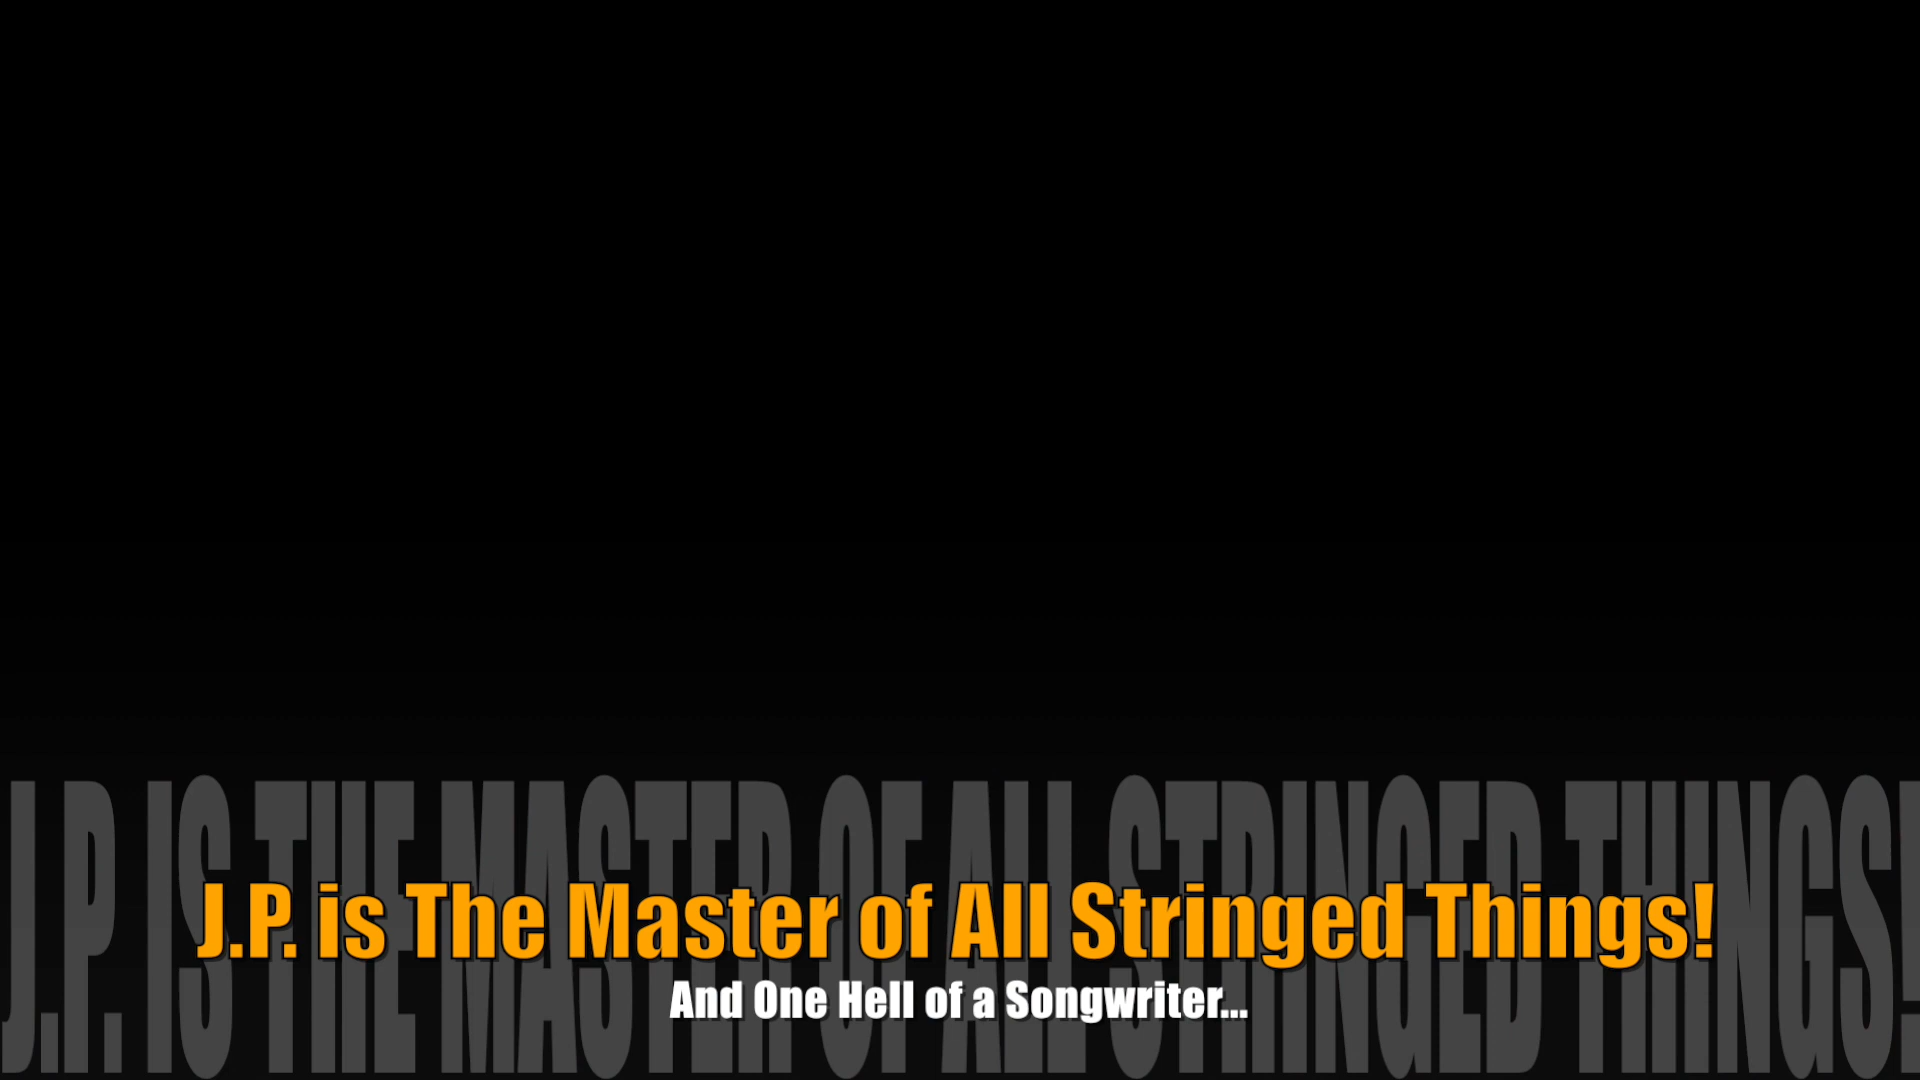 J.P. IS THE MASTER OF ALL STRINGED THINGS!
J.P. is The Master of All Stringed Things!
And One Hell of a Songwriter...